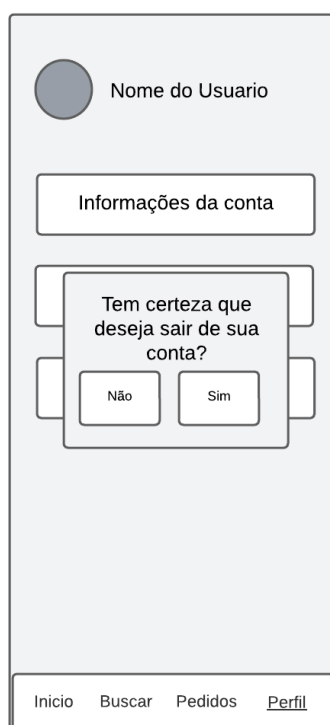 Nome do Usuario
Informações da conta
Tem certeza que
deseja sair de sua
conta?
Não
Sim
Inicio
Buscar
Pedidos
Perfil